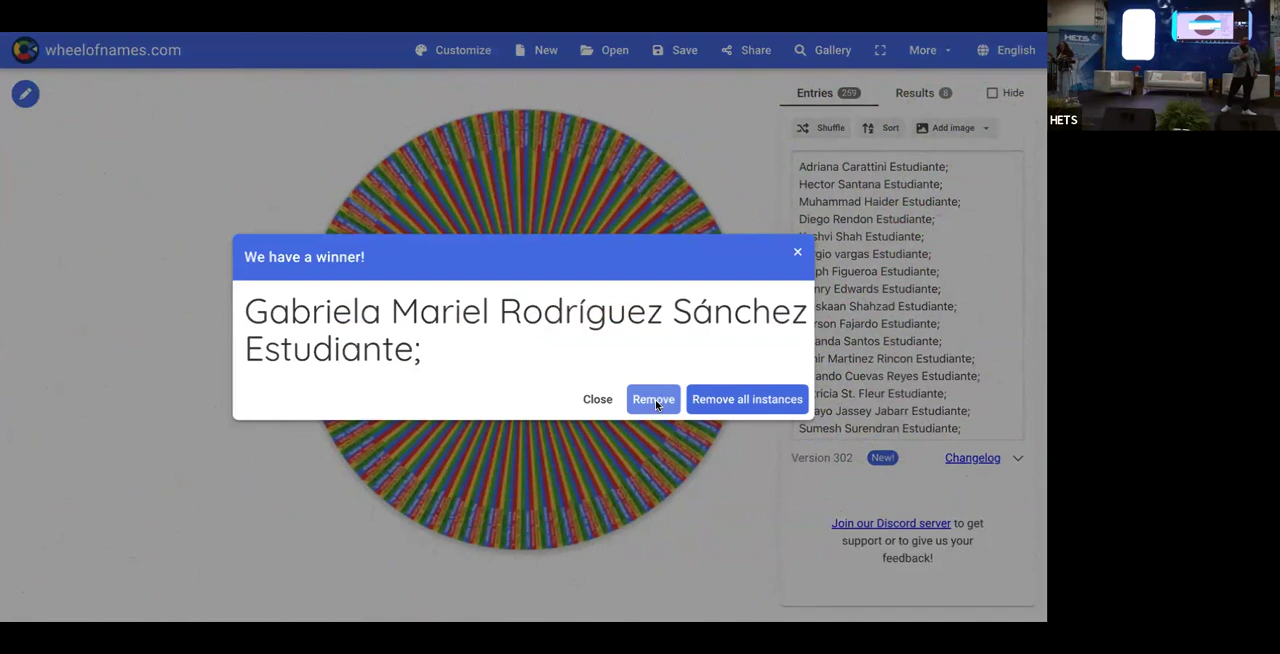 wheelofnames.com
Customize
New
Open
Save
Share
Gallery
More
English
HETS
HETS
Entries 259
Results 8
Hide
Shuffle
Sort
Add image
Adriana Carattini Estudiante;
Hector Santana Estudiante;
Muhammad Haider Estudiante;
Diego Rendon Estudiante;
Shah Estudiante;
vargas Estudiante;
Figueroa Estudiante;
Edwards Estudiante;
Shahzad Estudiante;
Fajardo Estudiante;
Santos Estudiante;
Martinez Rincon Estudiante;
Cuevas Reyes Estudiante;
St. Fleur Estudiante;
Jassey Jabarr Estudiante;
Sumesh Surendran Estudiante;
We have a winner!
Gabriela Mariel Rodríguez Sánchez
Estudiante;
Close
Remove
Remove all instances
Version 302
New!
Changelog
Join our Discord server to get
support or to give us your
feedback!